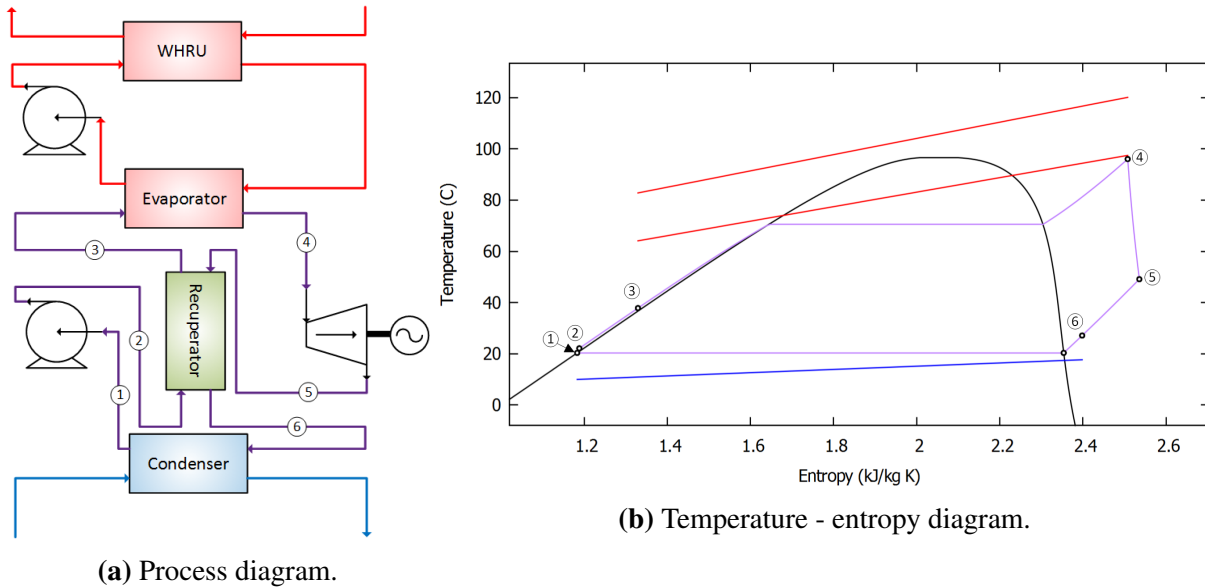 WHRU
Evaporator
④
③
Recuperator
②
①
⑤
⑥
Condenser
(a) Process diagram.
Temperature (C)
120
100
80
60
40
20
0
④
⑤
③
⑥
① ②
1.2 1.4 1.6 1.8 2 2.2 2.4 2.6
Entropy (kJ/kg K)
(b) Temperature - entropy diagram.